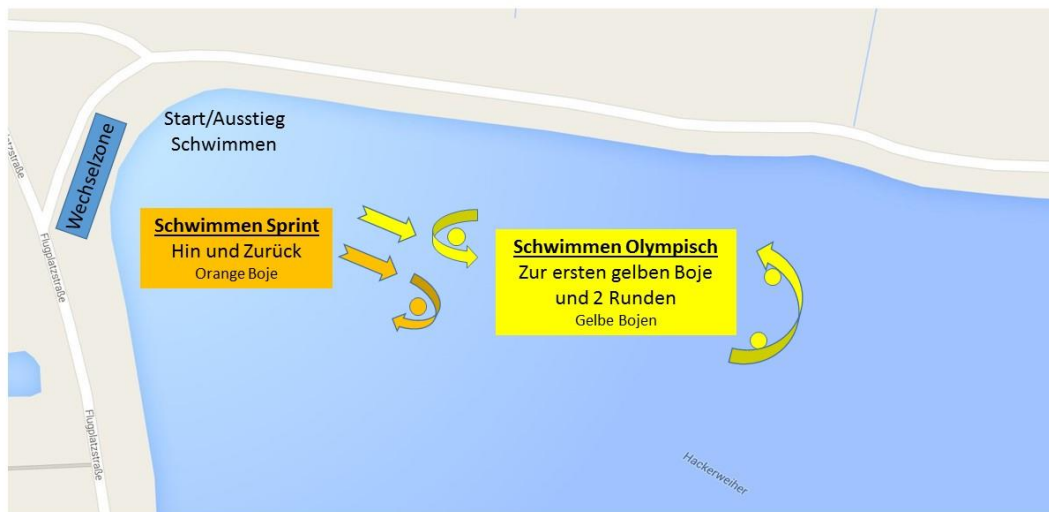 Start/Ausstieg
Schwimmen
Wechselzone
Schwimmen Sprint
Hin und Zurück
Orange Boje
Schwimmen Olympisch
Zur ersten gelben Boje
und 2 Runden
Gelbe Bojen
Flugplatzstraße
Flugplatzstraße
Hackerweiher